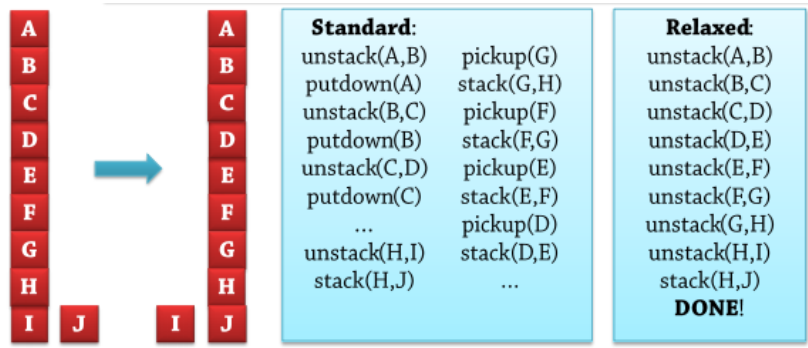 A
B
C
D
E
F
G
H
I
J
A
B
C
D
E
F
G
H
I
J
Standard:
unstack(A,B)
putdown(A)
unstack(B,C)
putdown(B)
unstack(C,D)
putdown(C)
...
unstack(H,I)
stack(H,J)
pickup(G)
stack(G,H)
pickup(F)
stack(F,G)
pickup(E)
stack(E,F)
pickup(D)
stack(D,E)
...
Relaxed:
unstack(A,B)
unstack(B,C)
unstack(C,D)
unstack(D,E)
unstack(E,F)
unstack(F,G)
unstack(G,H)
unstack(H,I)
stack(H,J)
DONE!